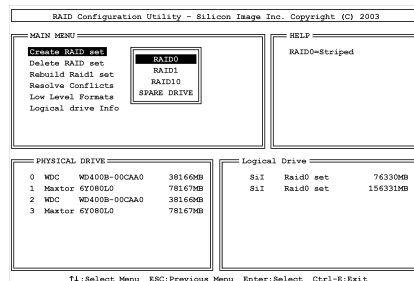 RAID Configuration Utility - Silicon Image Inc. Copyright (C) 2003
MAIN MENU
Create RAID set
Delete RAID set
Rebuild Raid1 set
Resolve Conflicts
Low Level Formats
Logical drive Info
RAID0
RAID1
RAID10
SPARE DRIVE
HELP
RAID0=Striped
PHYSICAL DRIVE
0 WDC WD400B-00CAA0 38166MB
1 Maxtor 6Y080L0 78167MB
2 WDC WD400B-00CAA0 38166MB
3 Maxtor 6Y080L0 78167MB
Logical Drive
SiI Raid0 set 76330MB
SiI Raid0 set 156331MB
↑↓:Select Menu ESC:Previous Menu Enter:Select Ctrl-E:Exit